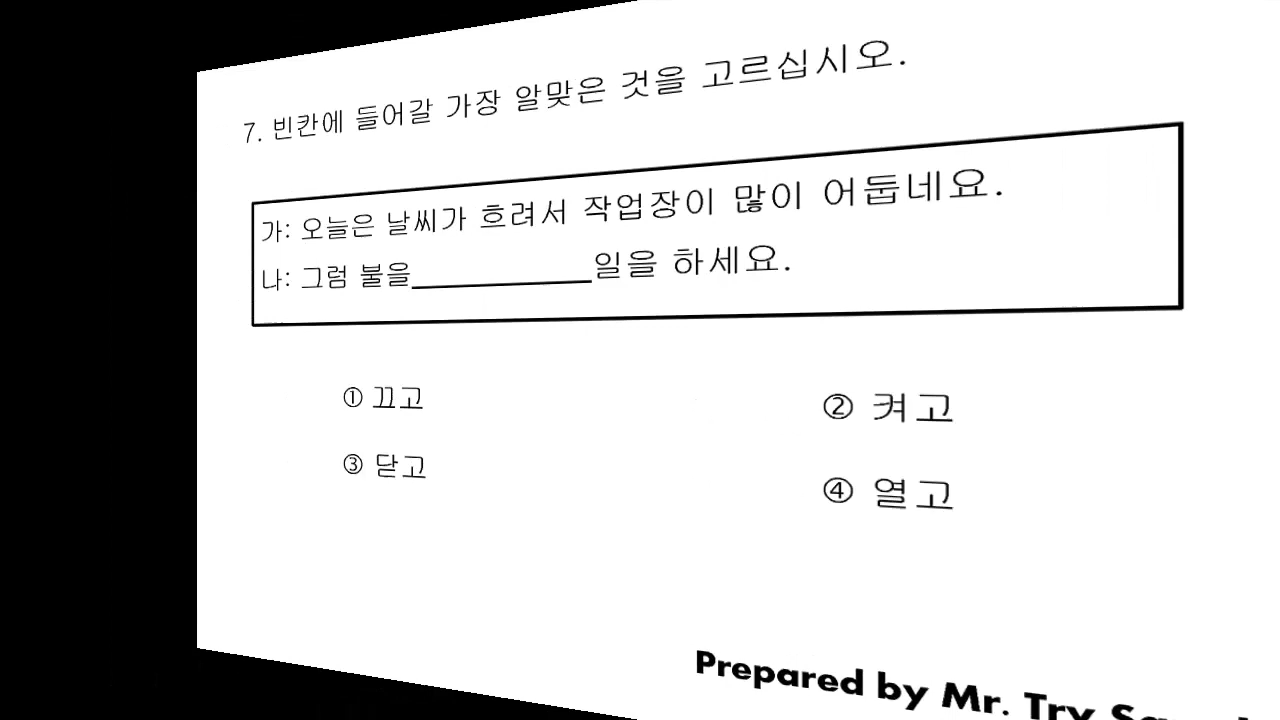 7. 빈칸에 들어갈 가장 알맞은 것을 고르십시오.
가: 오늘은 날씨가 흐려서 작업장이 많이 어둡네요.
나: 그럼 불을__________일을 하세요.
① 끄고
② 켜고
③ 닫고
④ 열고
Prepared by Mr. Try